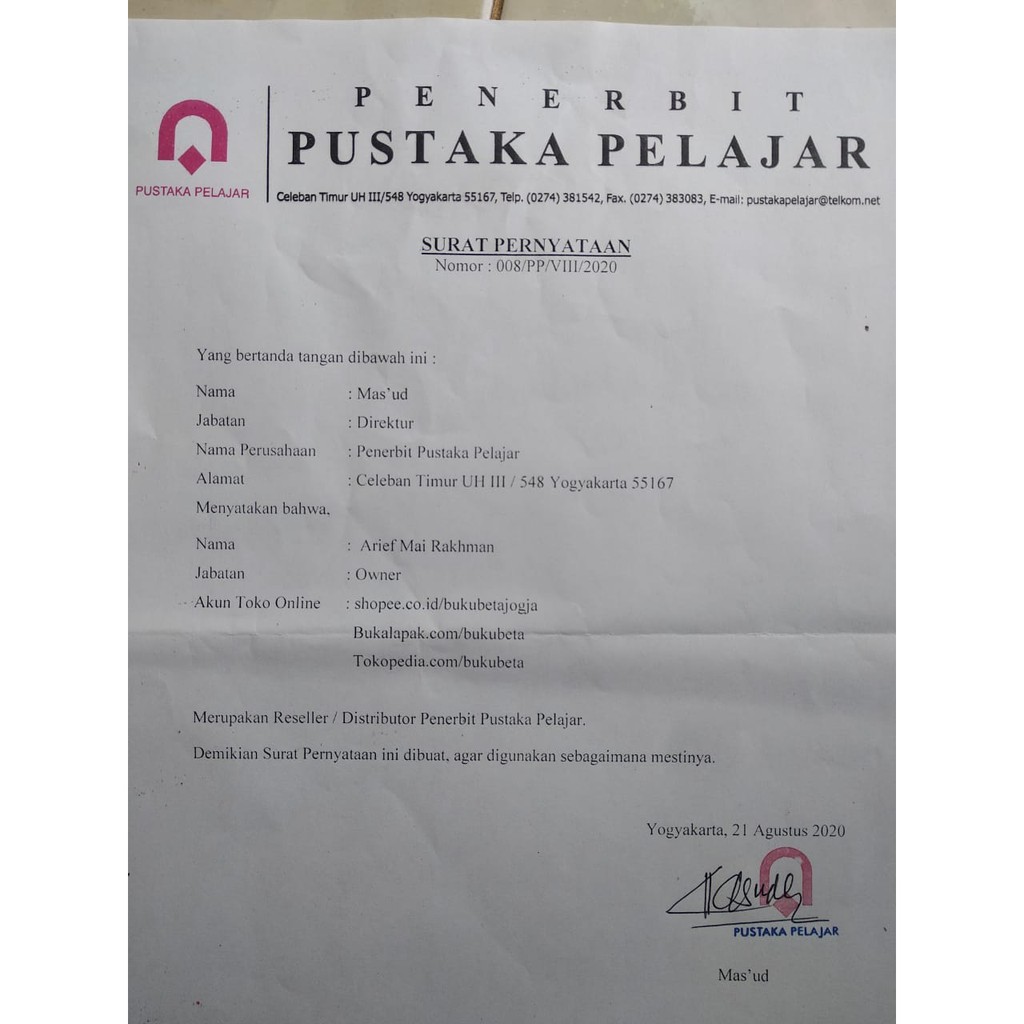 PENERBIT
PUSTAKA PELAJAR
PUSTAKA PELAJAR
Celeban Timur UH III/548 Yogyakarta 55167, Telp. (0274) 381542, Fax. (0274) 383083, E-mail: pustakapelajar@telkom.net
SURAT PERNYATAAN
Nomor : 008/PP/VIII/2020
Yang bertanda tangan dibawah ini :
Nama : Mas'ud
Jabatan : Direktur
Nama Perusahaan : Penerbit Pustaka Pelajar
Alamat : Celeban Timur UH III / 548 Yogyakarta 55167
Menyatakan bahwa,
Nama : Arief Mai Rakhman
Jabatan : Owner
Akun Toko Online : shopee.co.id/bukubetajogja
Bukalapak.com/bukubeta
Tokopedia.com/bukubeta
Merupakan Reseller / Distributor Penerbit Pustaka Pelajar.
Demikian Surat Pernyataan ini dibuat, agar digunakan sebagaimana mestinya.
Yogyakarta, 21 Agustus 2020
PUSTAKA PELAJAR
Mas'ud